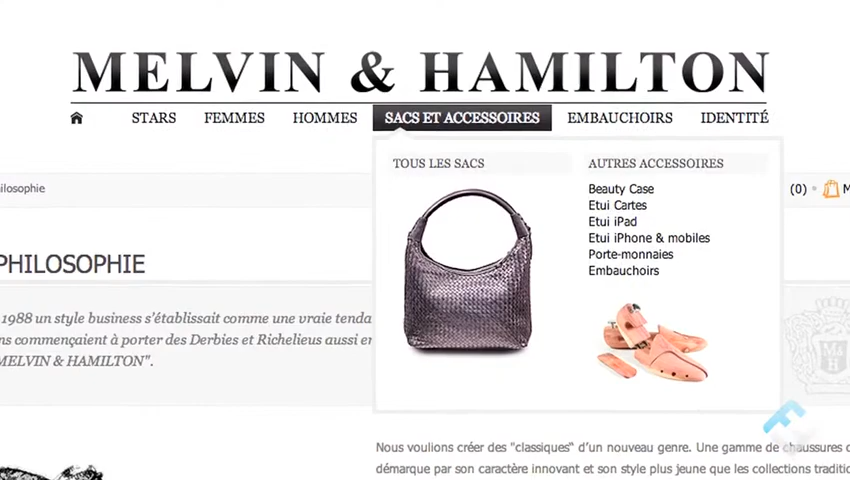 MELVIN & HAMILTON
STARS FEMMES HOMMES SACS ET ACCESSOIRES EMBAUCHOIRS IDENTITÉ
TOUS LES SACS
AUTRES ACCESSOIRES
Beauty Case
Etui Cartes
Etui iPad
Etui iPhone & mobiles
Porte-monnaies
Embauchoirs
ilosophie
(0) M
PHILOSOPHIE
1988 un style business s'établissait comme une vraie tenda
ns commençaient à porter des Derbies et Richelieus aussi en
MELVIN & HAMILTON".
M&H
Nous voulions créer des "classiques" d'un nouveau genre. Une gamme de chaussures
démarque par son caractère innovant et son style plus jeune que les collections traditi